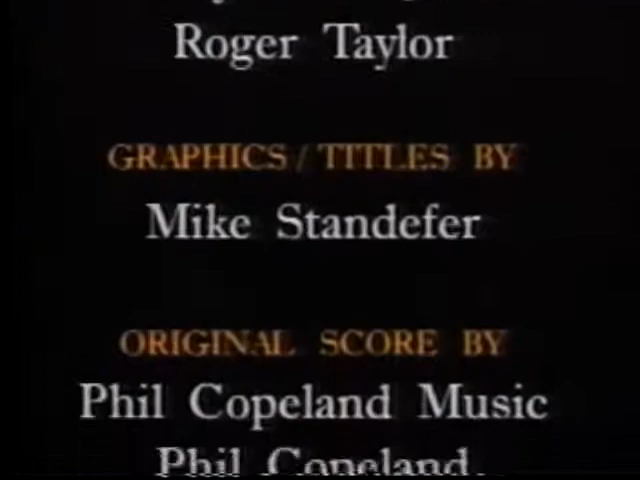 Roger Taylor
GRAPHICS / TITLES BY
Mike Standefer
ORIGINAL SCORE BY
Phil Copeland Music
Phil Copeland